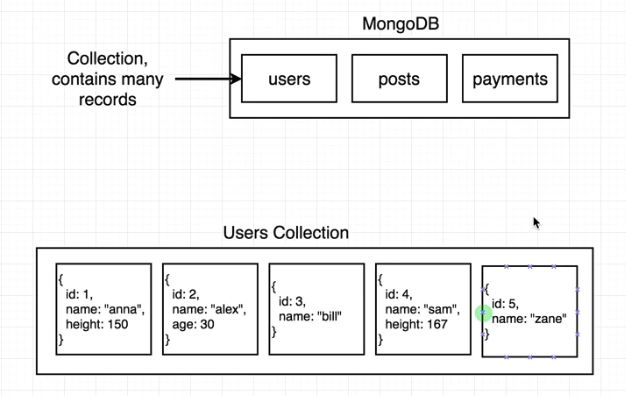 MongoDB
Collection,
contains many
records
users
posts
payments
Users Collection
{
id: 1,
name: "anna",
height: 150
}
{
id: 2,
name: "alex",
age: 30
}
{
id: 3,
name: "bill"
}
{
id: 4,
name: "sam",
height: 167
}
{
id: 5,
name: "zane"
}